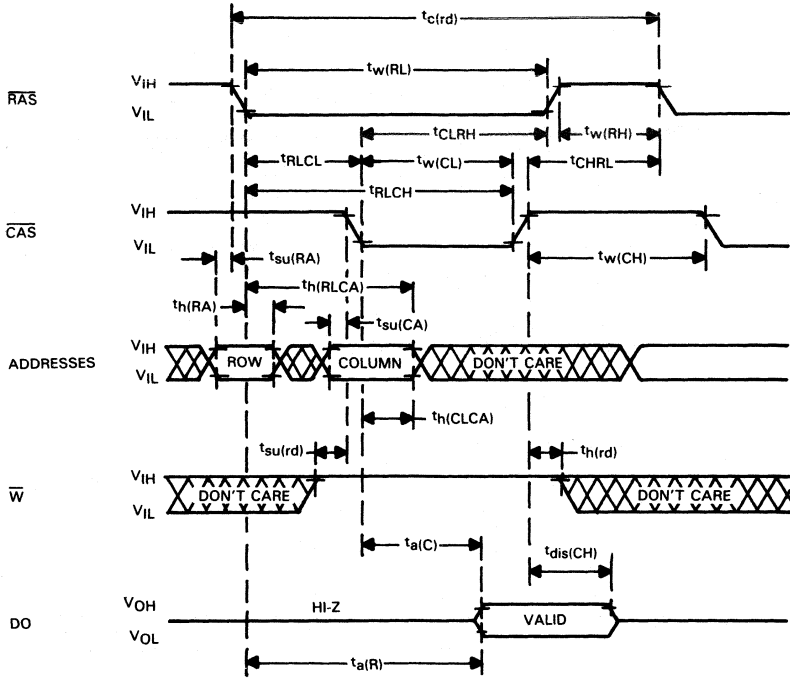 tc(rd)
tw(RL)
VIH
RAS
VIL
tCLRH
tw(RH)
tRLCL
tw(CL)
tCHRL
tRLCH
VIH
CAS
VIL
tsu(RA)
tw(CH)
th(RLCA)
th(RA)
tsu(CA)
VIH
ADDRESSES
ROW
COLUMN
DON'T CARE
VIL
th(CLCA)
tsu(rd)
th(rd)
VIH
W
DON'T CARE
DON'T CARE
VIL
ta(C)
tdis(CH)
VOH
HI-Z
DO
VALID
VOL
ta(R)